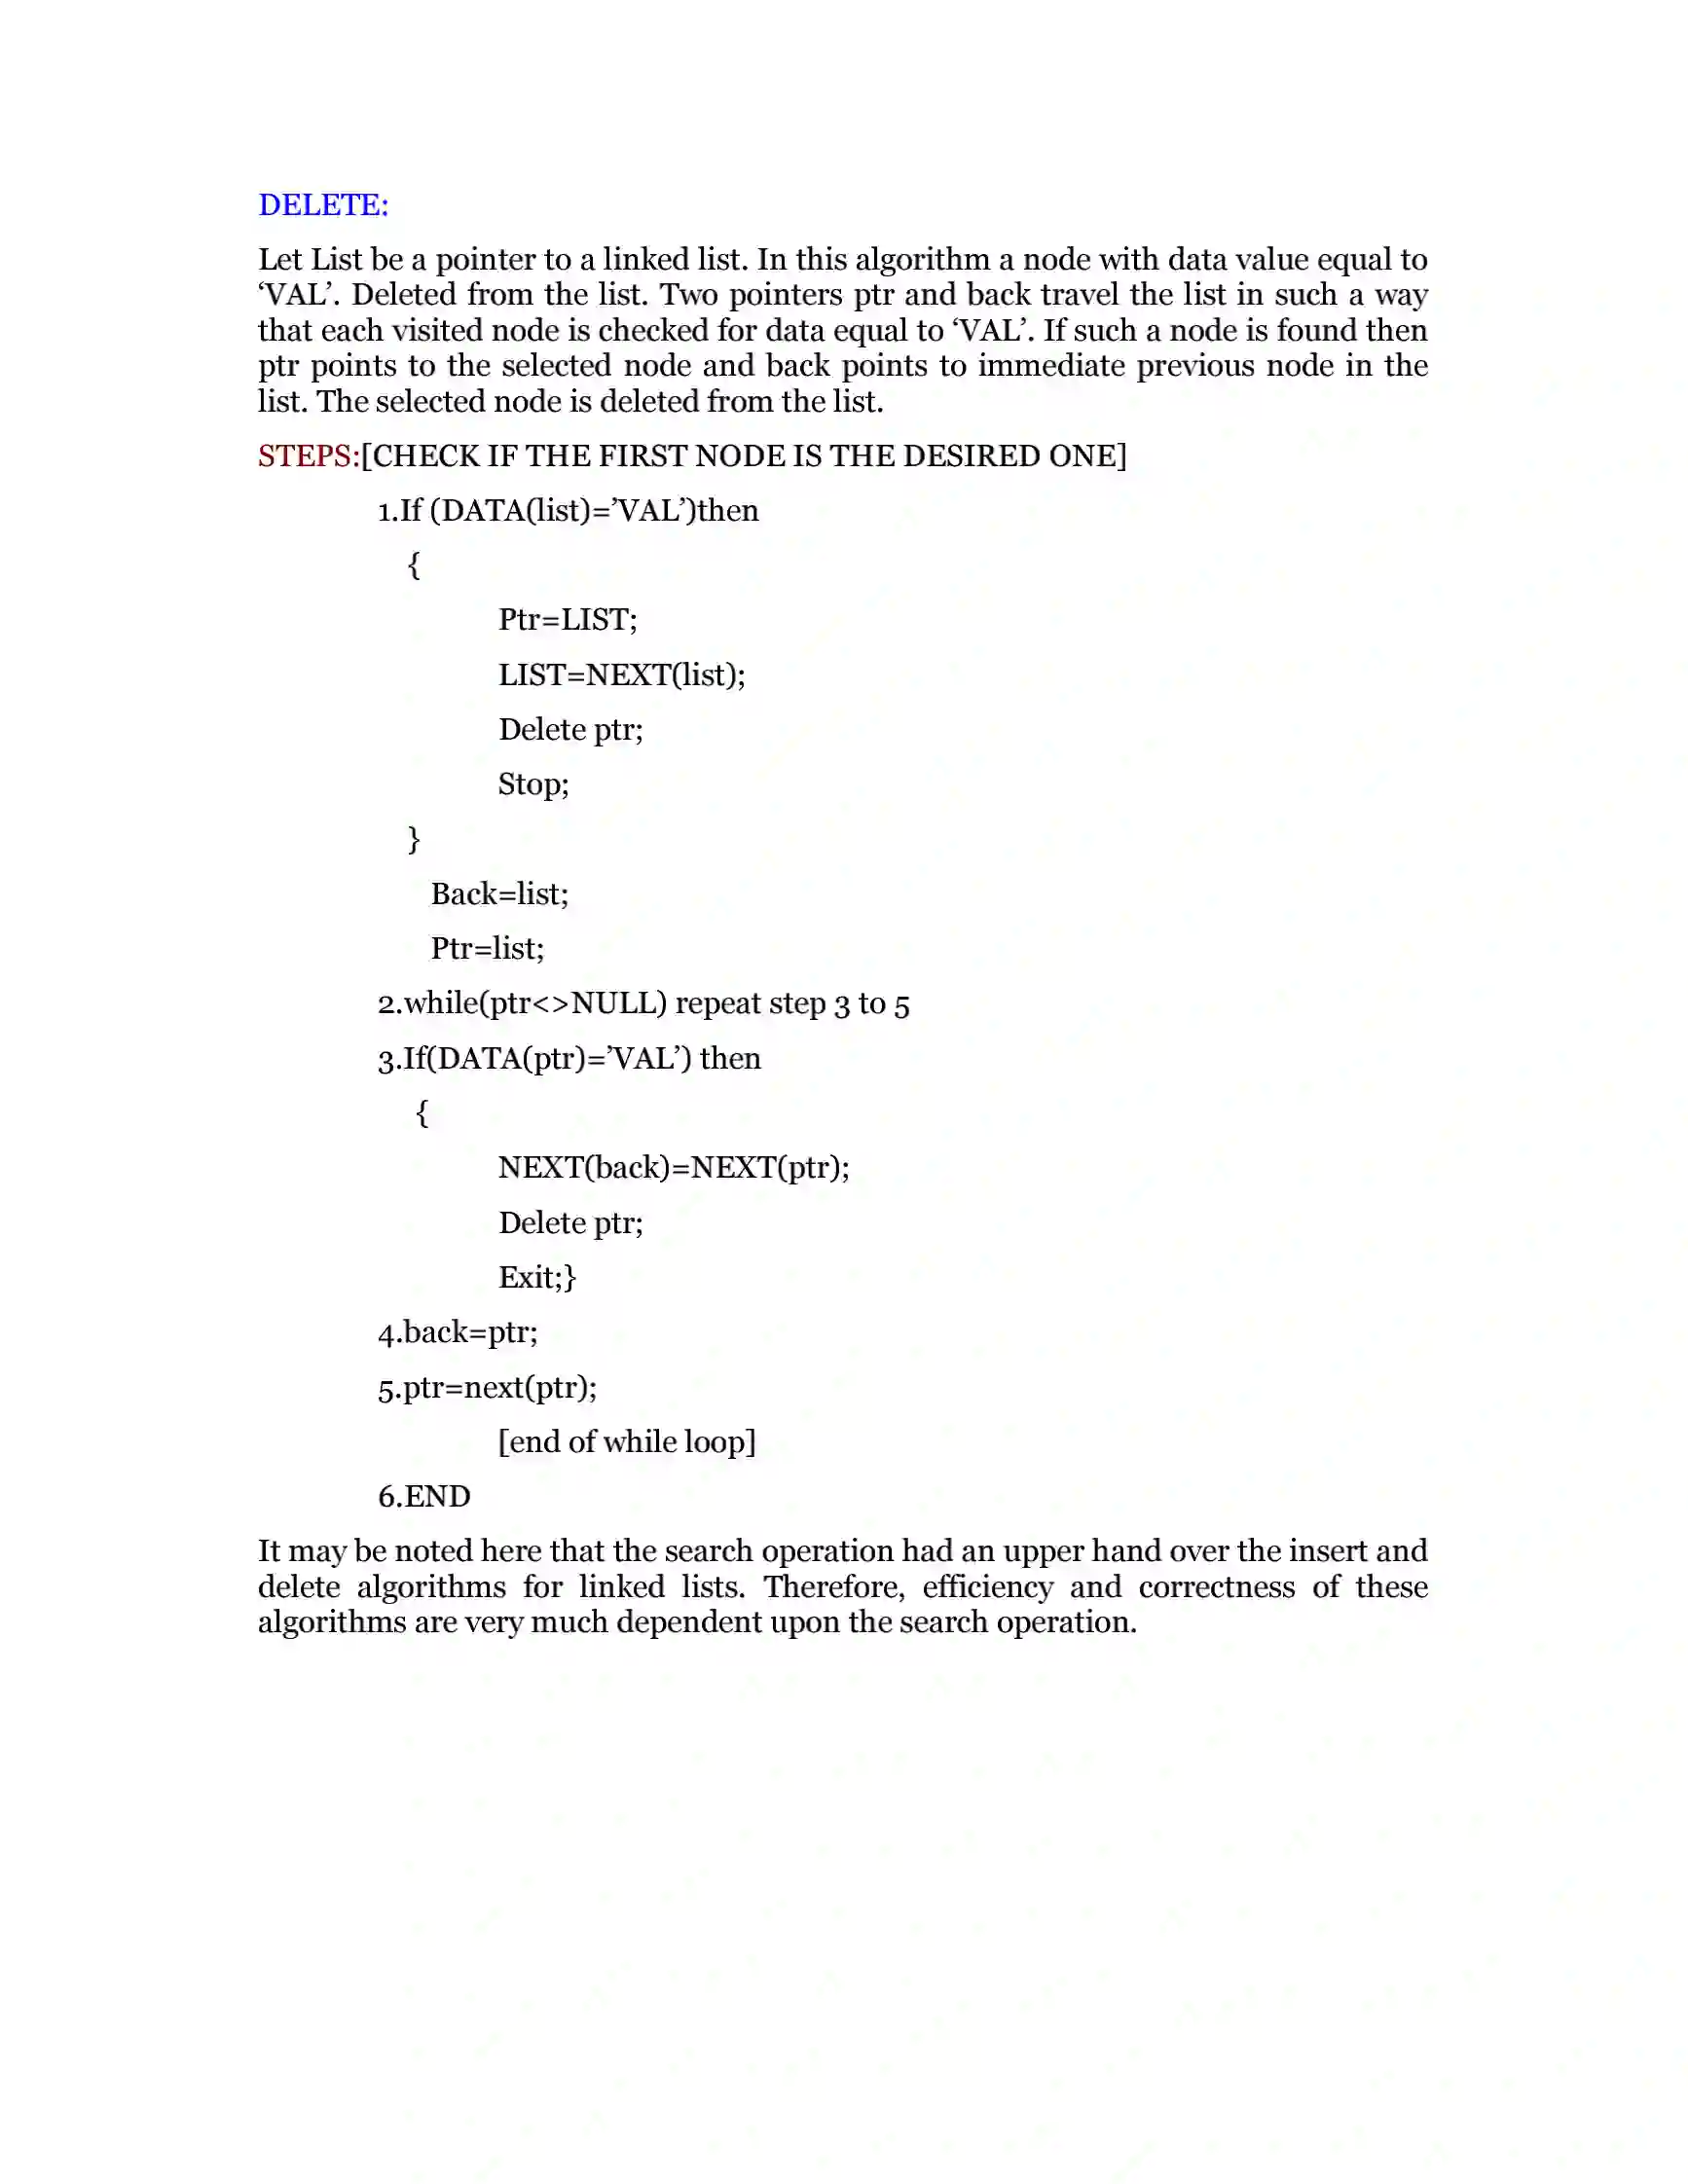 DELETE:
Let List be a pointer to a linked list. In this algorithm a node with data value equal to
‘VAL’. Deleted from the list. Two pointers ptr and back travel the list in such a way
that each visited node is checked for data equal to ‘VAL’. If such a node is found then
ptr points to the selected node and back points to immediate previous node in the
list. The selected node is deleted from the list.
STEPS:[CHECK IF THE FIRST NODE IS THE DESIRED ONE]
1.If (DATA(list)=’VAL’)then
{
Ptr=LIST;
LIST=NEXT(list);
Delete ptr;
Stop;
}
Back=list;
Ptr=list;
2.while(ptr<>NULL) repeat step 3 to 5
3.If(DATA(ptr)=’VAL’) then
{
NEXT(back)=NEXT(ptr);
Delete ptr;
Exit;}
4.back=ptr;
5.ptr=next(ptr);
[end of while loop]
6.END
It may be noted here that the search operation had an upper hand over the insert and
delete algorithms for linked lists. Therefore, efficiency and correctness of these
algorithms are very much dependent upon the search operation.